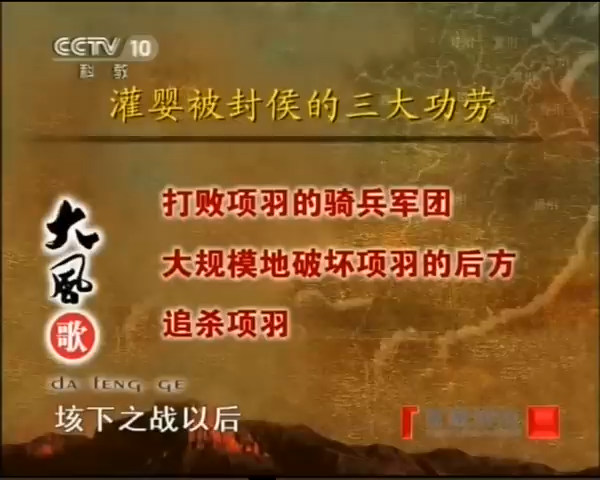 CCTV 10
科教
灌婴被封侯的三大功劳
打败项羽的骑兵军团
大规模地破坏项羽的后方
追杀项羽
大风歌
da feng ge
垓下之战以后